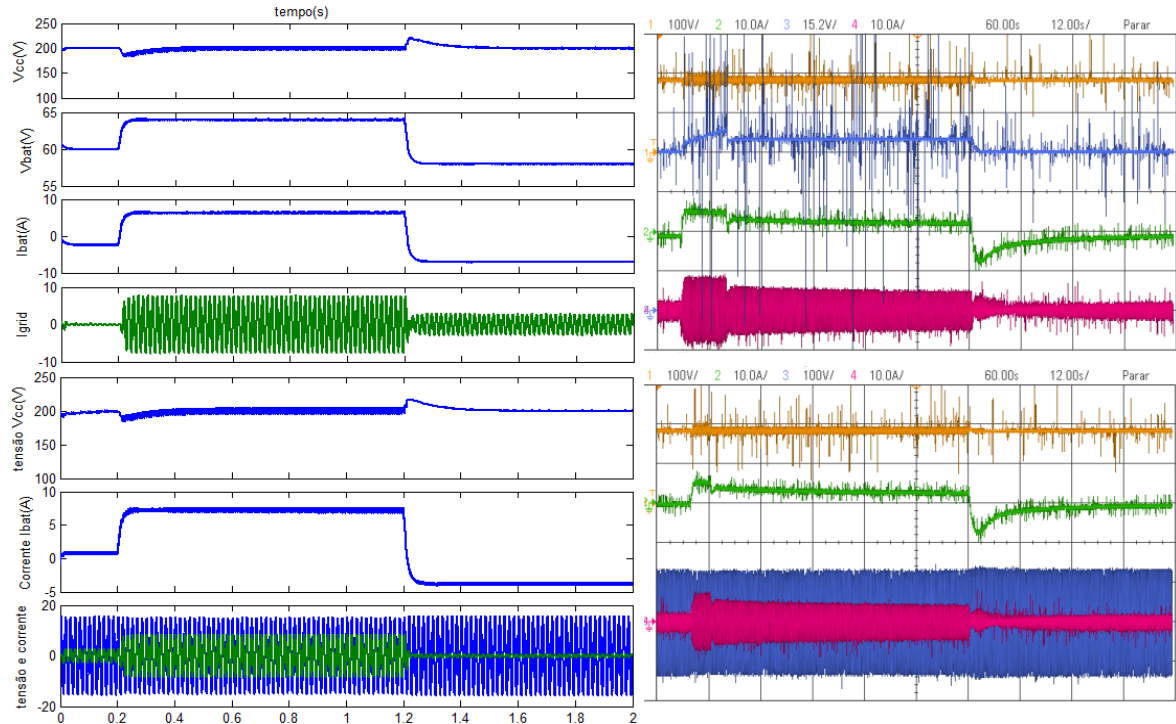 tempo(s)
250
200
150
100
Vcc(V)
65
60
55
Vbat(V)
10
0
-10
Ibat(A)
10
0
-10
Igrid
250
200
150
100
tensão Vcc(V)
10
5
0
-5
Corrente Ibat(A)
20
0
-20
tensão e corrente
0 0.2 0.4 0.6 0.8 1 1.2 1.4 1.6 1.8 2
1 100V/ 2 10.0A/ 3 15.2V/ 4 10.0A/ 60.00s 12.00s/ Parar
1 100V/ 2 10.0A/ 3 100V/ 4 10.0A/ 60.00s 12.00s/ Parar